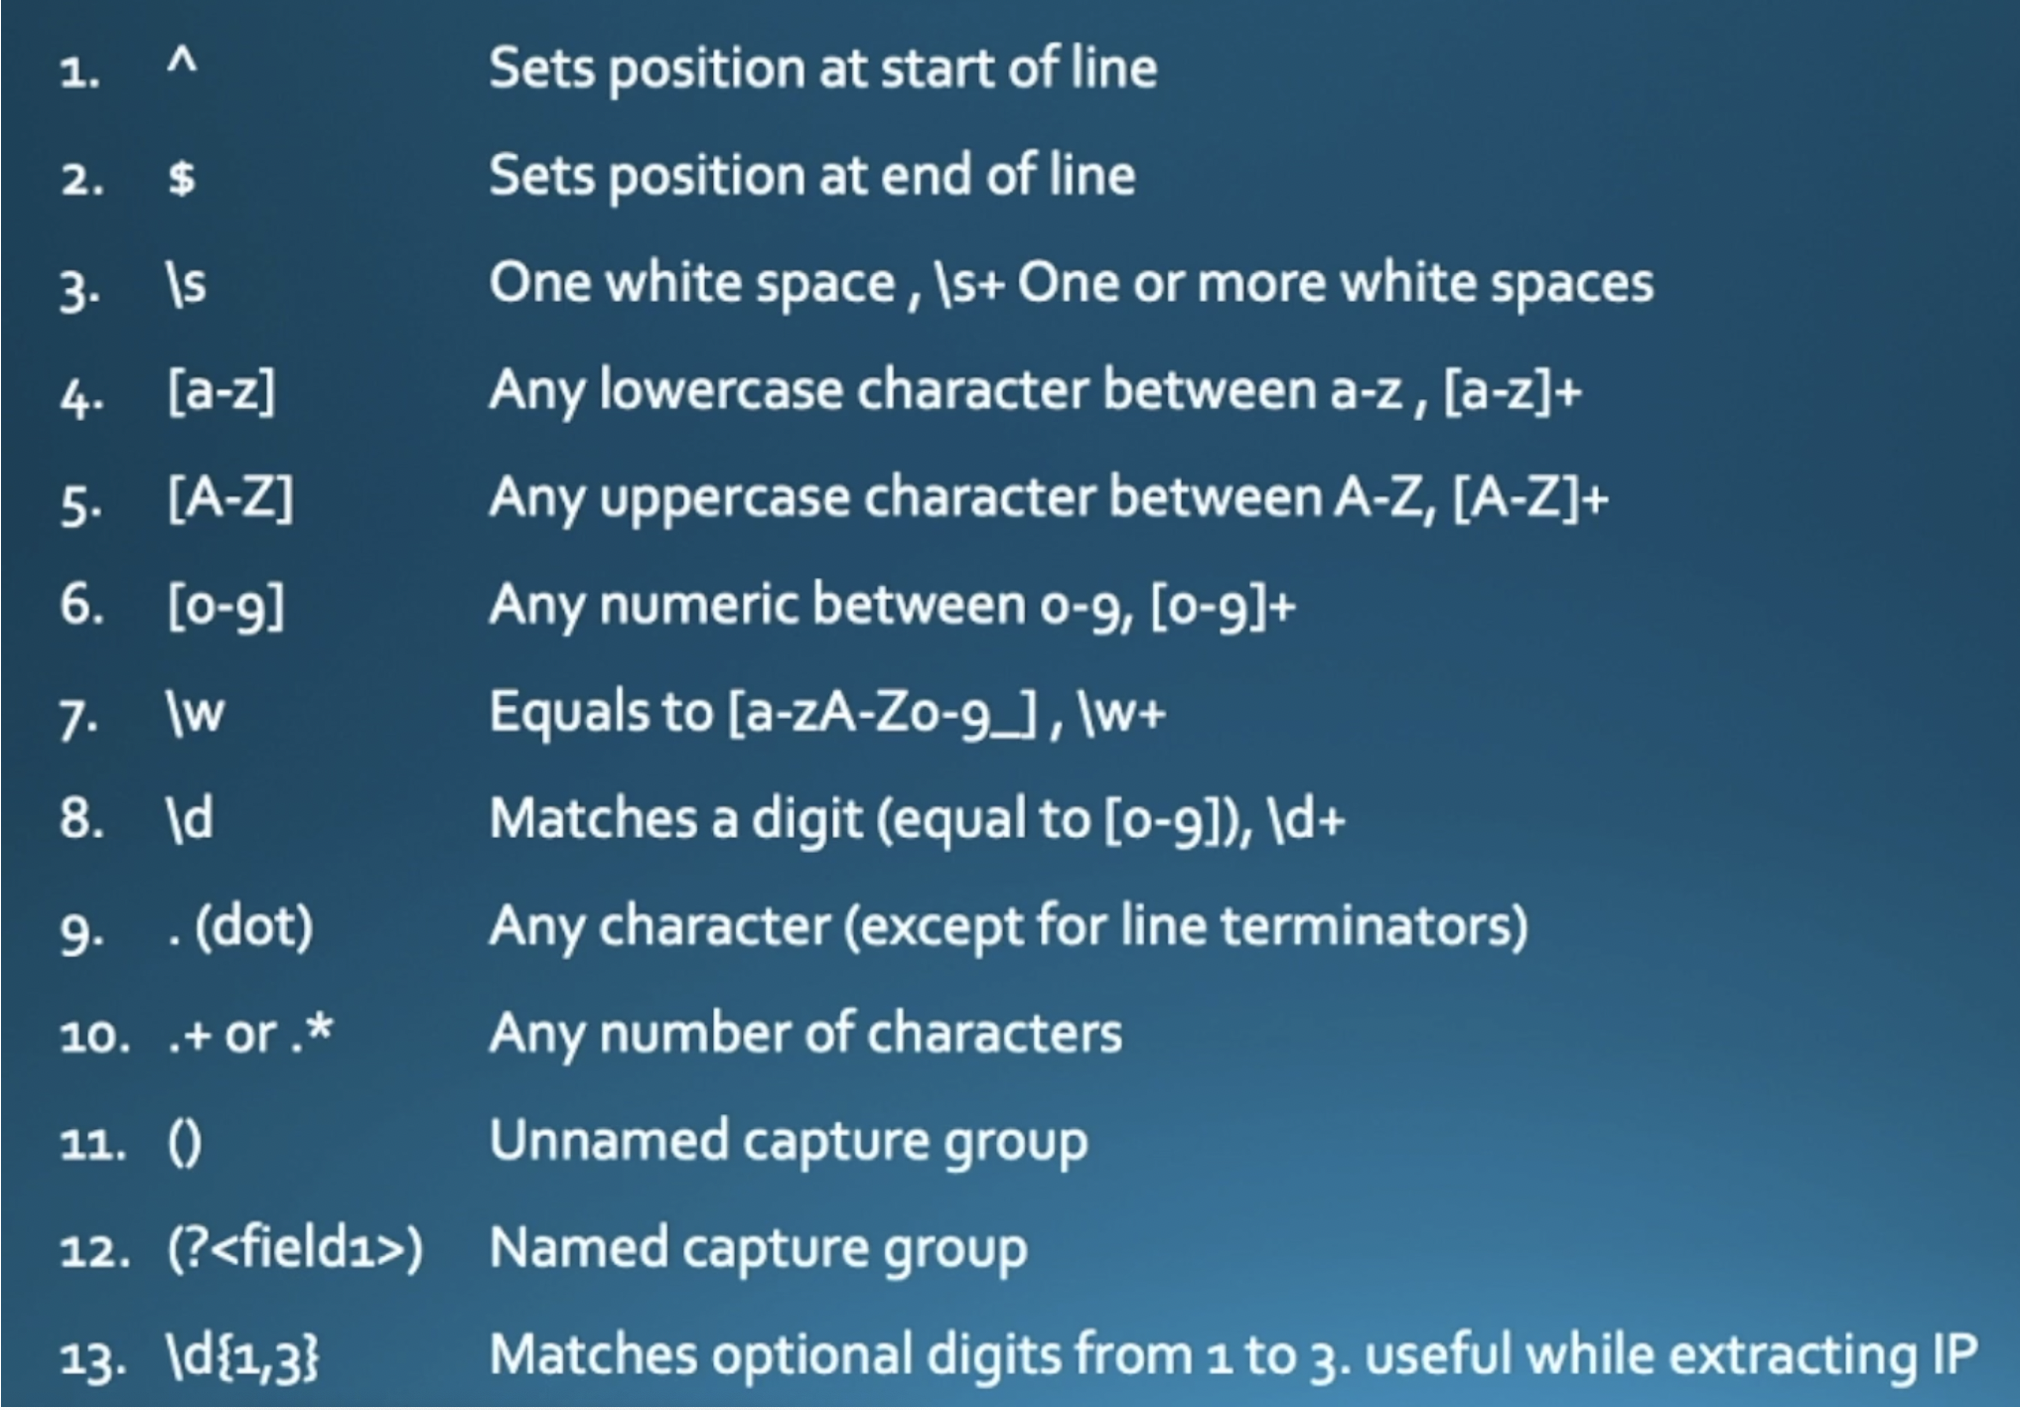 1. ^ Sets position at start of line
2. $ Sets position at end of line
3. \s One white space , \s+ One or more white spaces
4. [a-z] Any lowercase character between a-z , [a-z]+
5. [A-Z] Any uppercase character between A-Z, [A-Z]+
6. [0-9] Any numeric between 0-9, [0-9]+
7. \w Equals to [a-zA-Z0-9_] , \w+
8. \d Matches a digit (equal to [0-9]), \d+
9. . (dot) Any character (except for line terminators)
10. .+ or .* Any number of characters
11. () Unnamed capture group
12. (?<field1>) Named capture group
13. \d{1,3} Matches optional digits from 1 to 3. useful while extracting IP